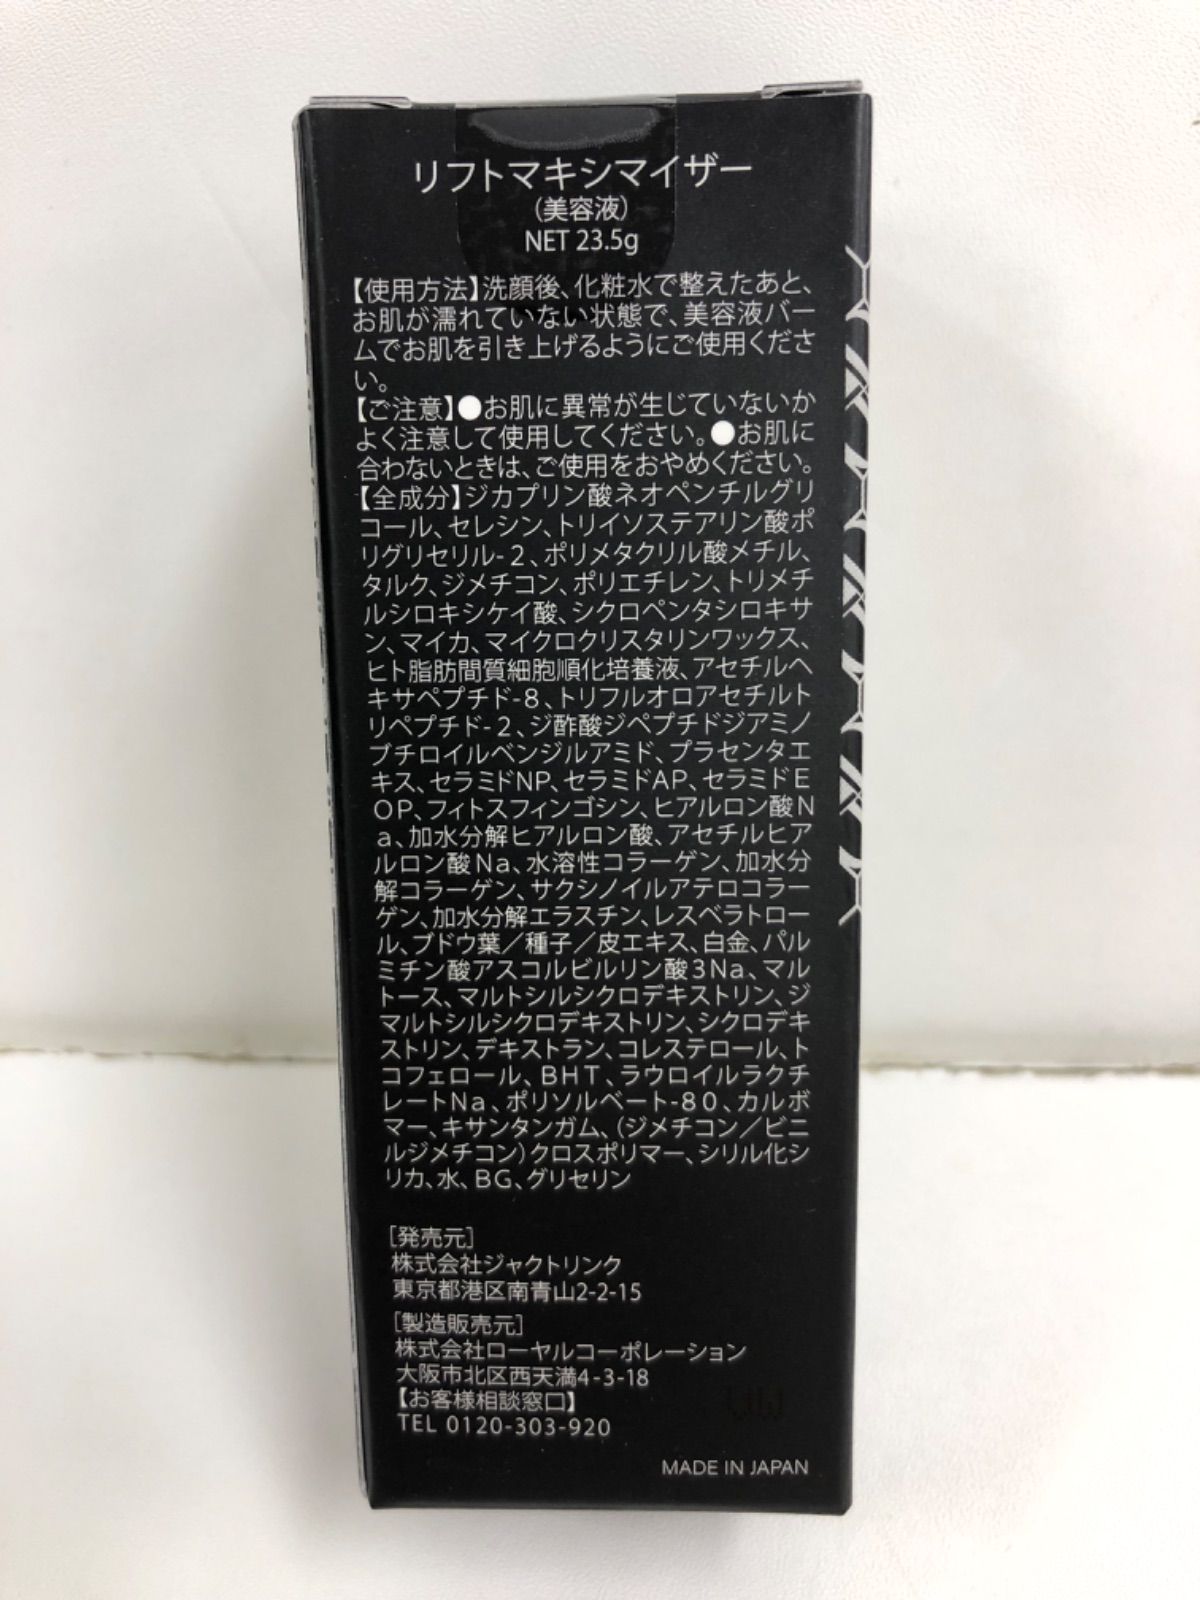 リフトマキシマイザー
(美容液)
NET 23.5g
【使用方法】洗顔後、化粧水で整えたあと、
お肌が濡れていない状態で、美容液バー
ムでお肌を引き上げるようにご使用くださ
い。
【ご注意】●お肌に異常が生じていないか
よく注意して使用してください。●お肌に
合わないときは、ご使用をおやめください。
【全成分】ジカプリン酸ネオペンチルグリ
コール、セレシン、トリイソステアリン酸ポ
リグリセリル-2、ポリメタクリル酸メチル、
タルク、ジメチコン、ポリエチレン、トリメチ
ルシロキシケイ酸、シクロペンタシロキサ
ン、マイカ、マイクロクリスタリンワックス、
ヒト脂肪間質細胞順化培養液、アセチルヘ
キサペプチド-8、トリフルオロアセチルト
リペプチド-2、ジ酢酸ジペプチドジアミノ
ブチロイルベンジルアミド、プラセンタエ
キス、セラミドNP、セラミドAP、セラミドE
OP、フィトスフィンゴシン、ヒアルロン酸N
a、加水分解ヒアルロン酸、アセチルヒア
ルロン酸Na、水溶性コラーゲン、加水分
解コラーゲン、サクシノイルアテロコラー
ゲン、加水分解エラスチン、レスベラトロー
ル、ブドウ葉/種子/皮エキス、白金、パル
ミチン酸アスコルビルリン酸3Na、マル
トース、マルトシルシクロデキストリン、ジ
マルトシルシクロデキストリン、シクロデキ
ストリン、デキストラン、コレステロール、ト
コフェロール、BHT、ラウロイルラクチ
レートNa、ポリソルベート-80、カルボ
マー、キサンタンガム、(ジメチコン/ビニ
ルジメチコン)クロスポリマー、シリル化シ
リカ、水、BG、グリセリン
[発売元]
株式会社ジャクトリンク
東京都港区南青山2-2-15
[製造販売元]
株式会社ローヤルコーポレーション
大阪市北区西天満4-3-18
【お客様相談窓口】
TEL 0120-303-920
MADE IN JAPAN